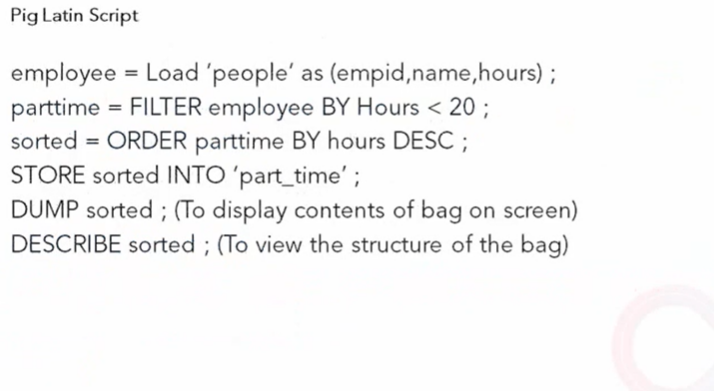 Pig Latin Script
employee = Load ‘people’ as (empid,name,hours) ;
parttime = FILTER employee BY Hours < 20 ;
sorted = ORDER parttime BY hours DESC ;
STORE sorted INTO ‘part_time’ ;
DUMP sorted ; (To display contents of bag on screen)
DESCRIBE sorted ; (To view the structure of the bag)